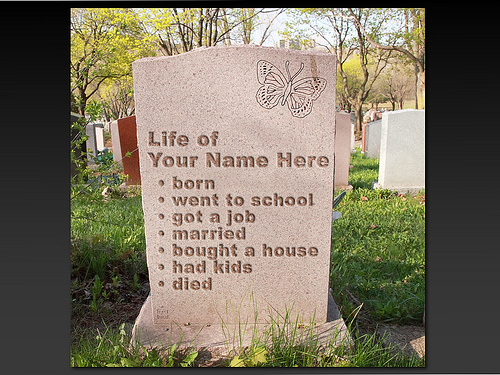 Life of
Your Name Here
• born
• went to school
• got a job
• married
• bought a house
• had kids
• died